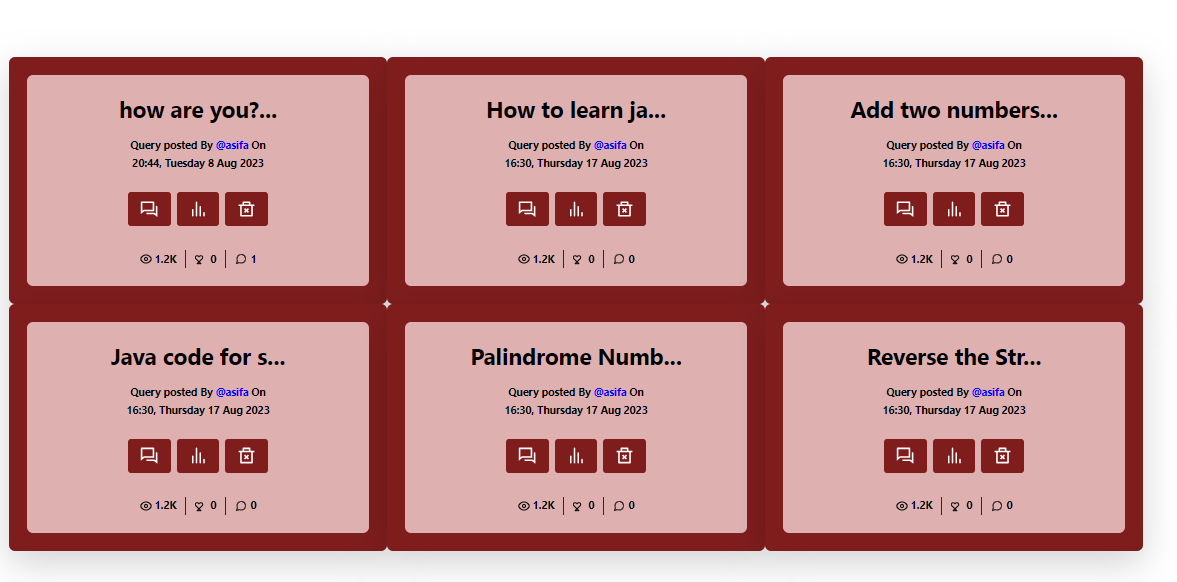 how are you?...
Query posted By @asifa On
20:44, Tuesday 8 Aug 2023
1.2K 0 1
How to learn ja...
Query posted By @asifa On
16:30, Thursday 17 Aug 2023
1.2K 0 0
Add two numbers...
Query posted By @asifa On
16:30, Thursday 17 Aug 2023
1.2K 0 0
Java code for s...
Query posted By @asifa On
16:30, Thursday 17 Aug 2023
1.2K 0 0
Palindrome Numb...
Query posted By @asifa On
16:30, Thursday 17 Aug 2023
1.2K 0 0
Reverse the Str...
Query posted By @asifa On
16:30, Thursday 17 Aug 2023
1.2K 0 0